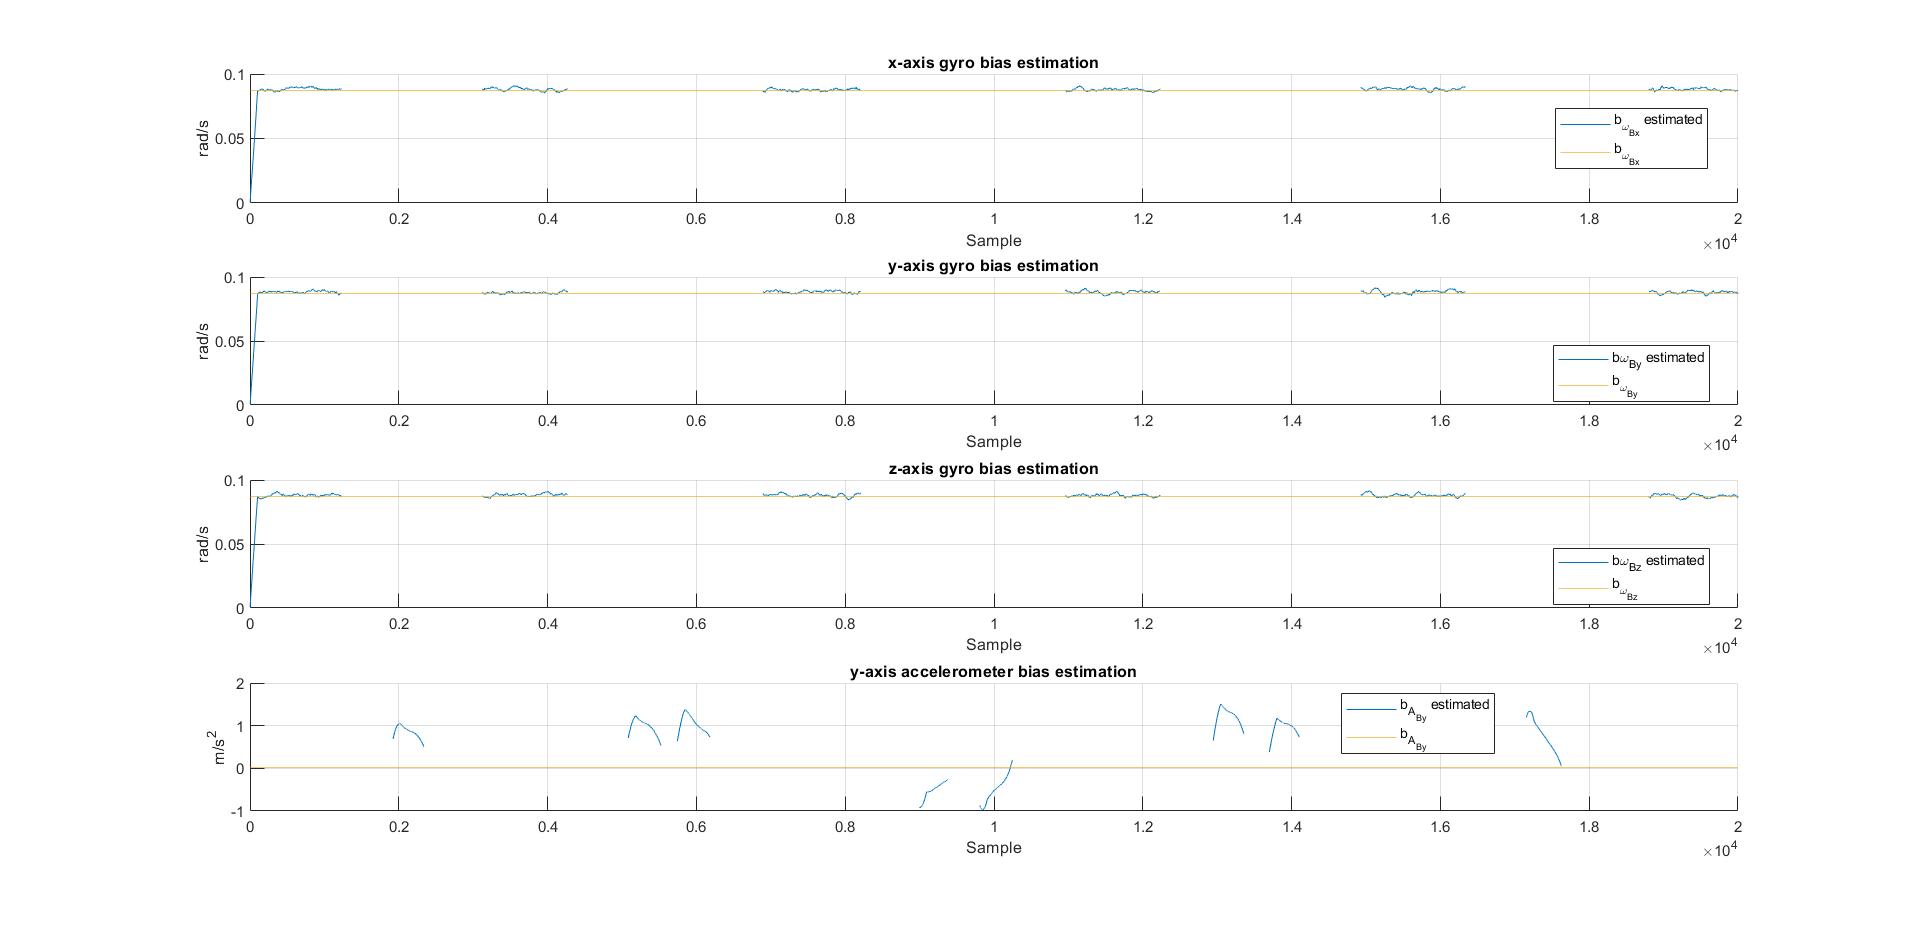 x-axis gyro bias estimation
0.1
0.05
0
rad/s
b_ω_Bx estimated
b_ω_Bx
0 0.2 0.4 0.6 0.8 1 1.2 1.4 1.6 1.8 2
Sample
×10^4
y-axis gyro bias estimation
0.1
0.05
0
rad/s
bω_By estimated
b_ω_By
0 0.2 0.4 0.6 0.8 1 1.2 1.4 1.6 1.8 2
Sample
×10^4
z-axis gyro bias estimation
0.1
0.05
0
rad/s
bω_Bz estimated
b_ω_Bz
0 0.2 0.4 0.6 0.8 1 1.2 1.4 1.6 1.8 2
Sample
×10^4
y-axis accelerometer bias estimation
2
1
0
-1
m/s^2
b_A_By estimated
b_A_By
0 0.2 0.4 0.6 0.8 1 1.2 1.4 1.6 1.8 2
Sample
×10^4